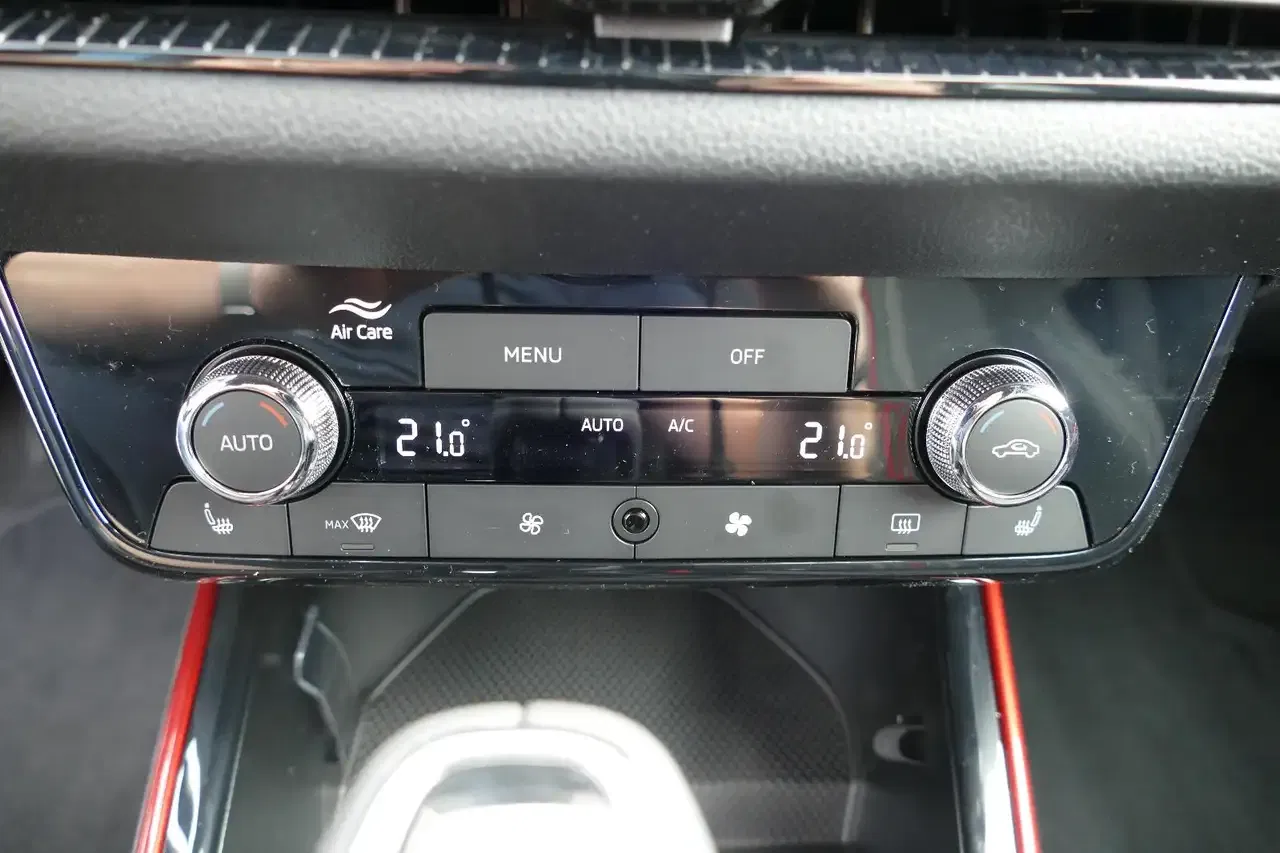 Air Care
MENU
OFF
AUTO
21.0°
AUTO
A/C
21.0°
MAX